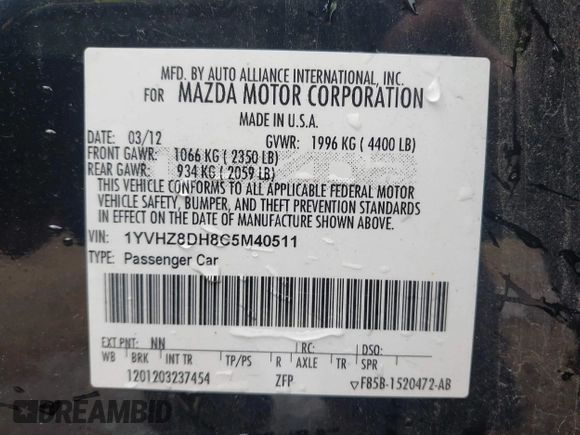 MFD. BY AUTO ALLIANCE INTERNATIONAL, INC.
FOR MAZDA MOTOR CORPORATION
MADE IN U.S.A.
DATE: 03/12 GVWR: 1996 KG ( 4400 LB)
FRONT GAWR: 1066 KG ( 2350 LB)
REAR GAWR: 934 KG ( 2059 LB)
THIS VEHICLE CONFORMS TO ALL APPLICABLE FEDERAL MOTOR
VEHICLE SAFETY, BUMPER, AND THEFT PREVENTION STANDARDS
IN EFFECT ON THE DATE OF MANUFACTURE SHOWN ABOVE.
VIN: 1YVHZ8DH8C5M40511
TYPE: Passenger Car
EXT PNT: NN RC: DSO:
WB BRK INT TR TP/PS R AXLE TR SPR
1201203237454 ZFP ▽F85B-1520472-AB
DREAMBID